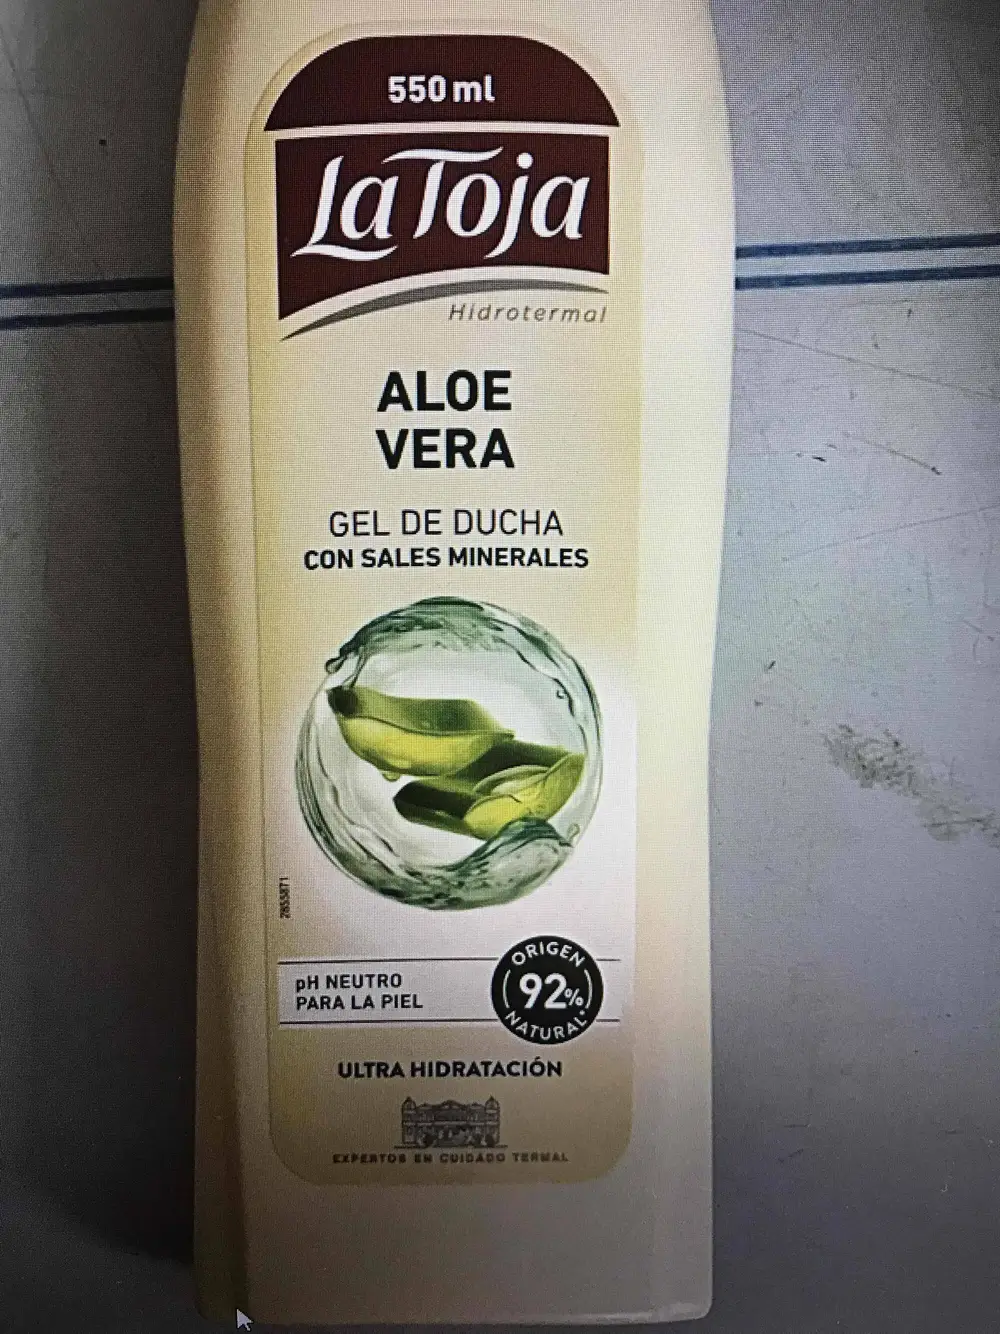 550 ml
La Toja
Hidrotermal
ALOE
VERA
GEL DE DUCHA
CON SALES MINERALES
2855871
pH NEUTRO
PARA LA PIEL
ORIGEN
92%
NATURAL*
ULTRA HIDRATACIÓN
EXPERTOS EN CUIDADO TERMAL